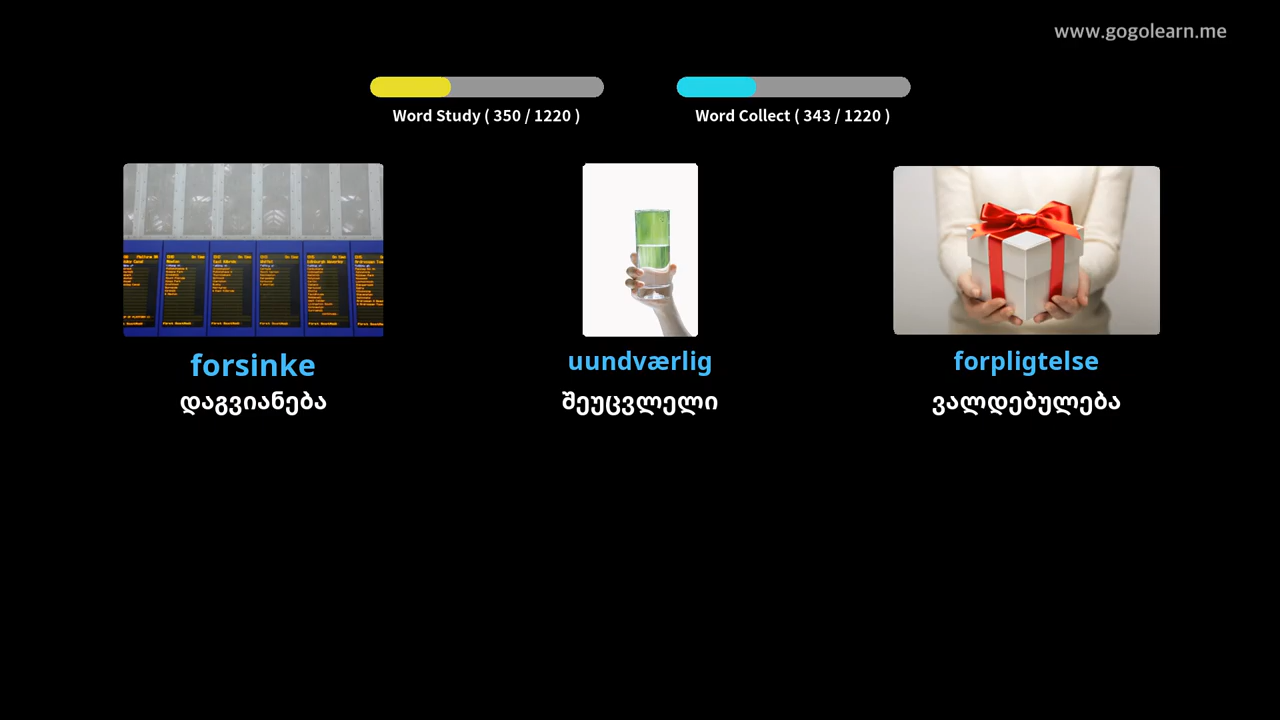 www.gogolearn.me
Word Study ( 350 / 1220 )
Word Collect ( 343 / 1220 )
forsinke
uundværlig
forpligtelse
დაგვიანება
შეუცვლელი
ვალდებულება